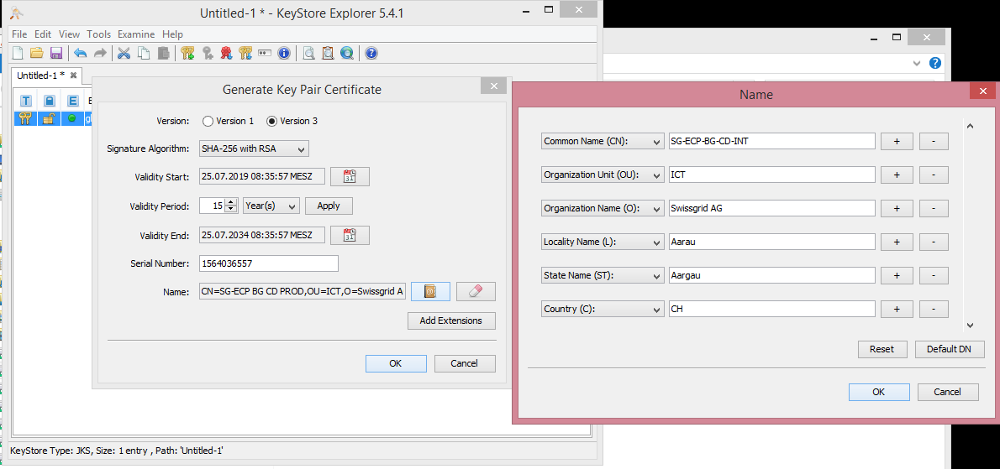 Untitled-1 * - KeyStore Explorer 5.4.1
File Edit View Tools Examine Help
Untitled-1 *
T E
Generate Key Pair Certificate
Version: Version 1 Version 3
Signature Algorithm: SHA-256 with RSA
Validity Start: 25.07.2019 08:35:57 MESZ
Validity Period: 15 Year(s) Apply
Validity End: 25.07.2034 08:35:57 MESZ
Serial Number: 1564036557
Name: CN=SG-ECP BG CD PROD,OU=ICT,O=Swissgrid A
Add Extensions
OK Cancel
KeyStore Type: JKS, Size: 1 entry , Path: 'Untitled-1'
Name
Common Name (CN): SG-ECP-BG-CD-INT + -
Organization Unit (OU): ICT + -
Organization Name (O): Swissgrid AG + -
Locality Name (L): Aarau + -
State Name (ST): Aargau + -
Country (C): CH + -
Reset Default DN
OK Cancel